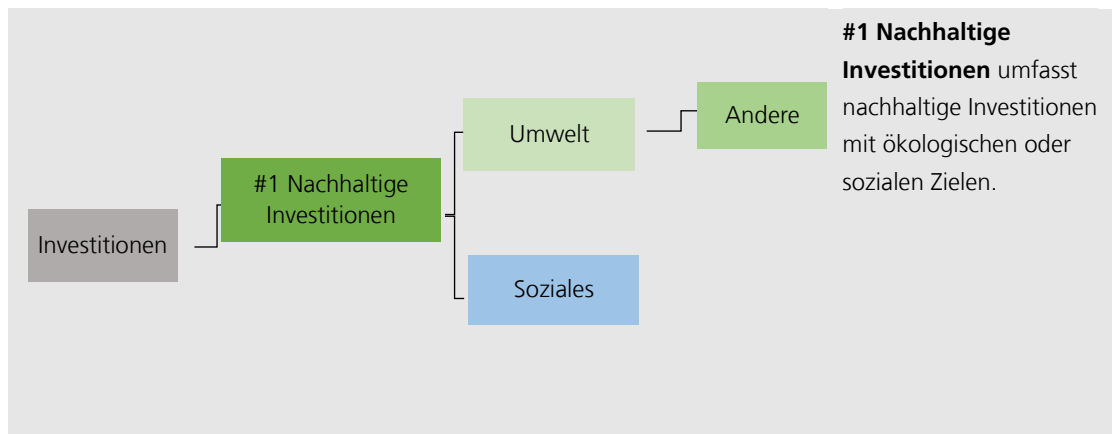 Investitionen
#1 Nachhaltige
Investitionen
Umwelt
Soziales
Andere
#1 Nachhaltige
Investitionen umfasst
nachhaltige Investitionen
mit ökologischen oder
sozialen Zielen.